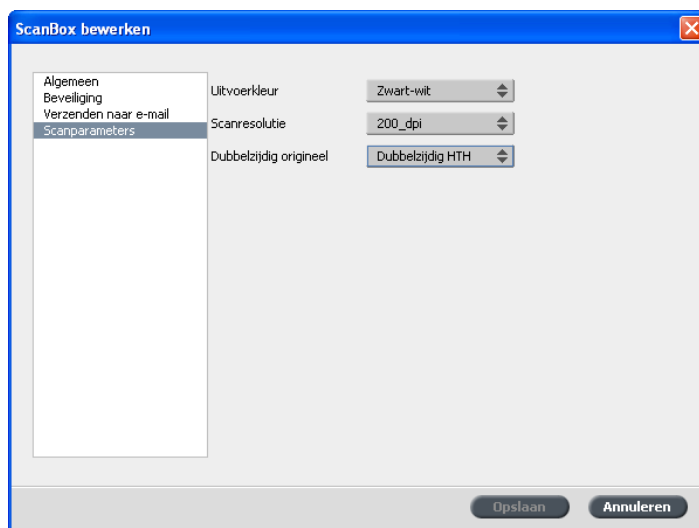 ScanBox bewerken
Algemeen
Beveiliging
Verzenden naar e-mail
Scanparameters
Uitvoerkleur Zwart-wit
Scanresolutie 200_dpi
Dubbelzijdig origineel Dubbelzijdig HTH
Opslaan Annuleren